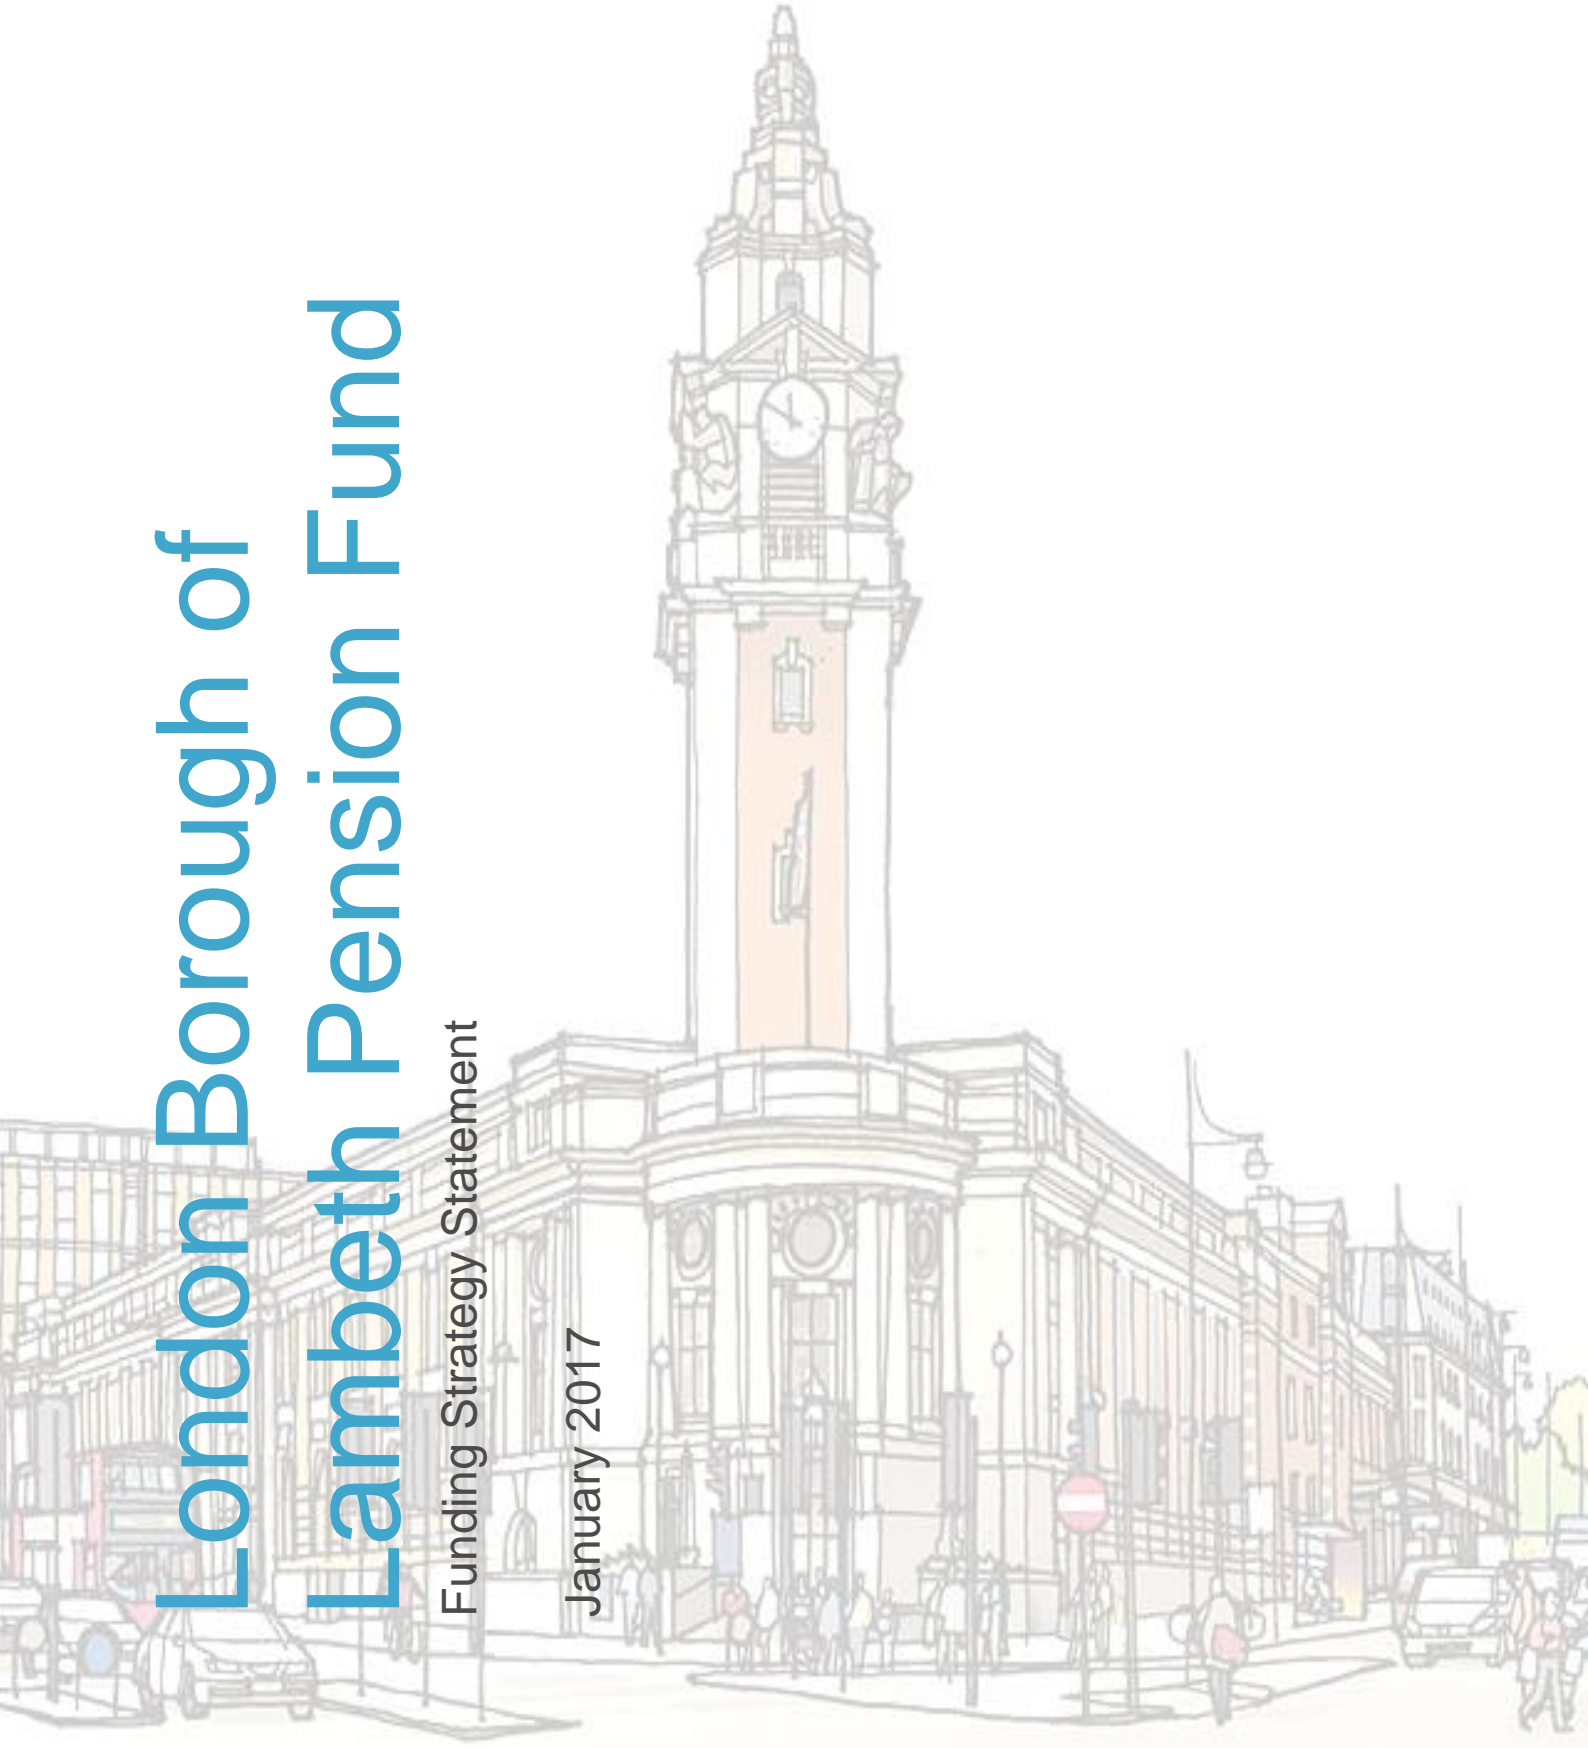 London Borough of
Lambeth Pension Fund
Funding Strategy Statement
January 2017